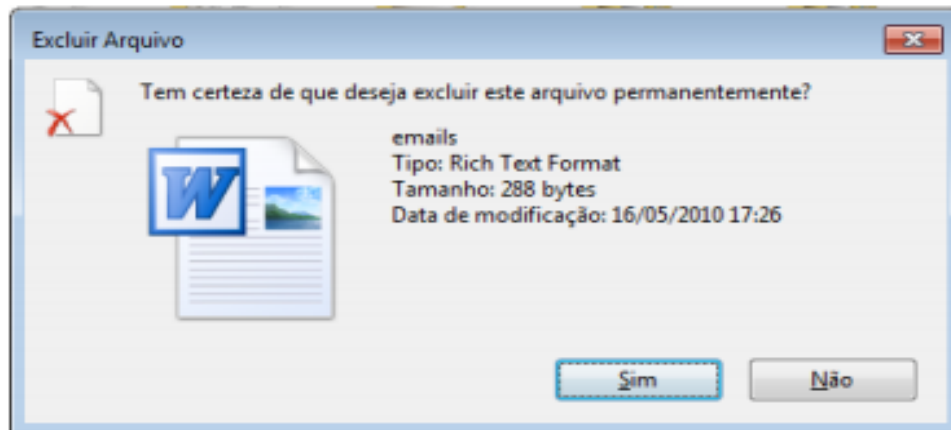 Excluir Arquivo
Tem certeza de que deseja excluir este arquivo permanentemente?
emails
Tipo: Rich Text Format
Tamanho: 288 bytes
Data de modificação: 16/05/2010 17:26
Sim
Não